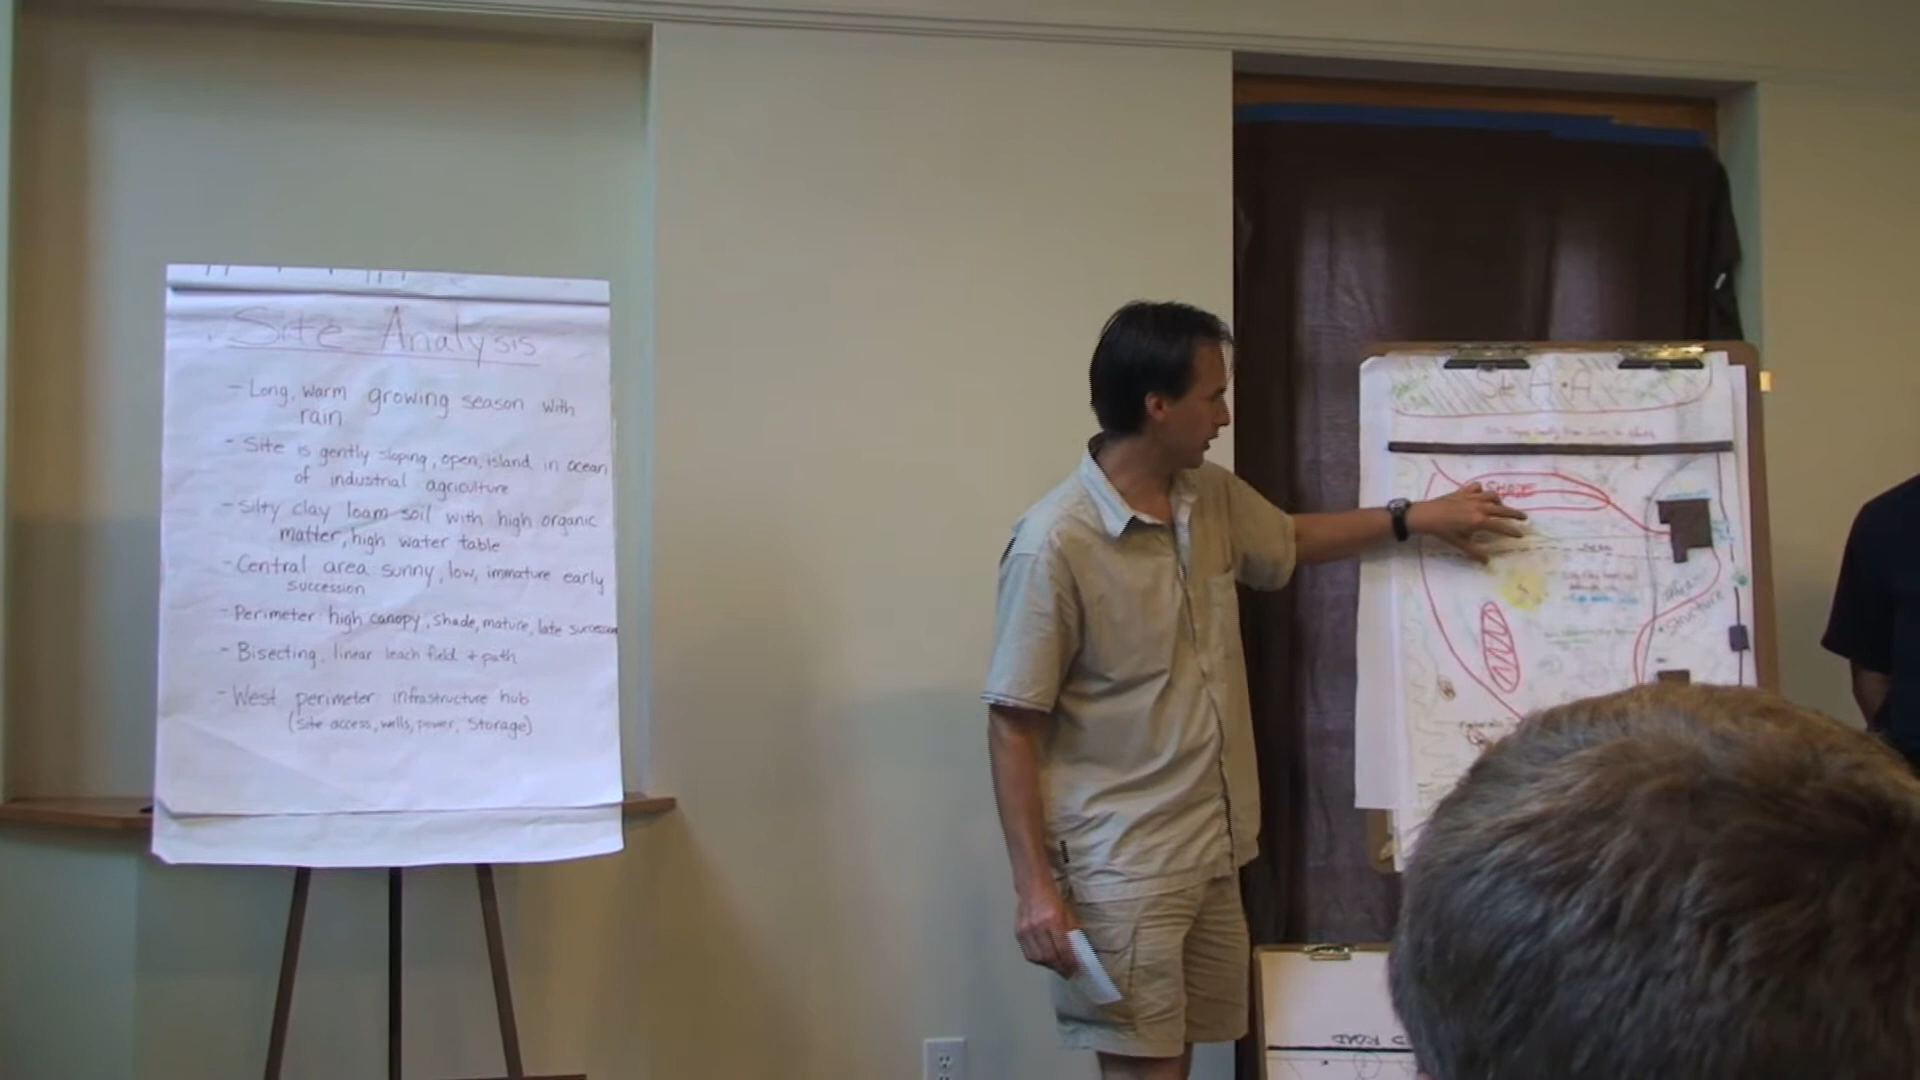 Site Analysis
- Long, warm growing season with
rain
- Site is gently sloping, open, island in ocean
of industrial agriculture
- Silty clay loam soil with high organic
matter, high water table
- Central area sunny, low, immature early
succession
- Perimeter high canopy, shade, mature, late succession
- Bisecting, linear leach field + path
- West perimeter infrastructure hub
(site access, wells, power, storage)
Site A + A
SHADE
structure
ROAD